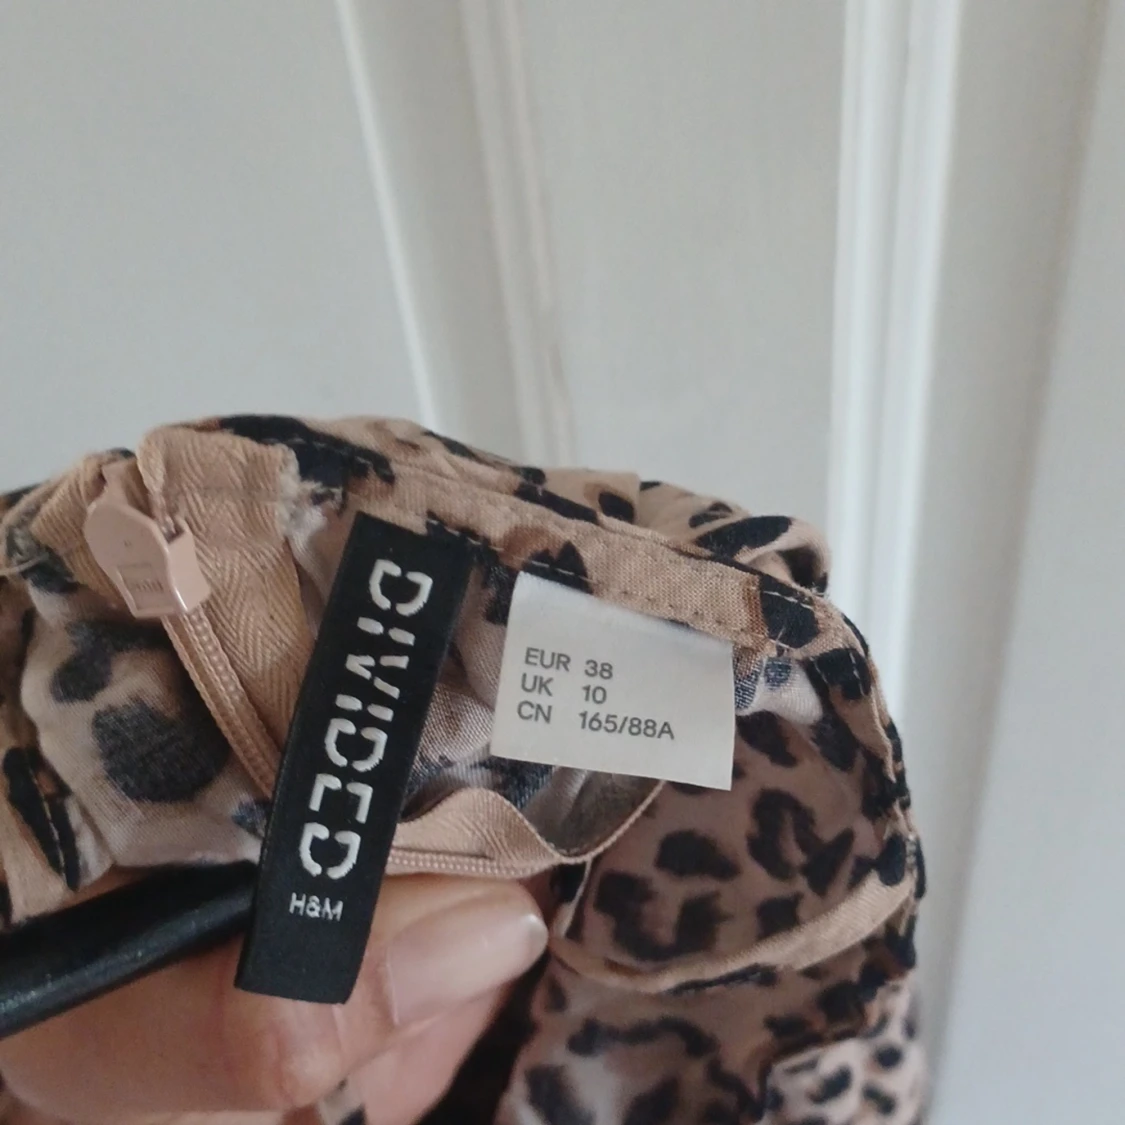 DIVIDED
H&M
EUR 38
UK 10
CN 165/88A